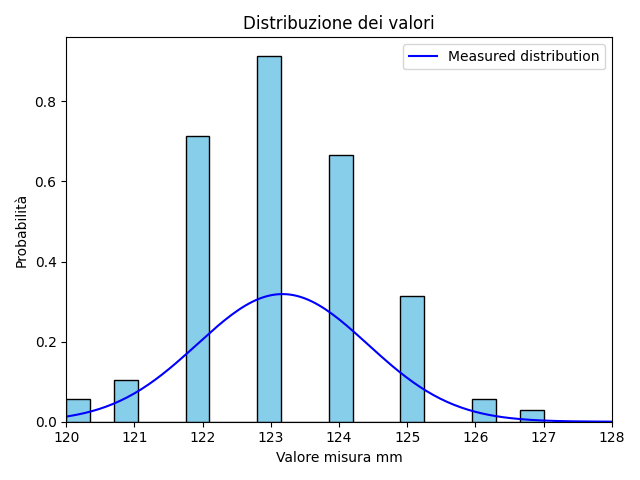 Distribuzione dei valori
Measured distribution
Probabilità
0.8
0.6
0.4
0.2
0.0
120 121 122 123 124 125 126 127 128
Valore misura mm